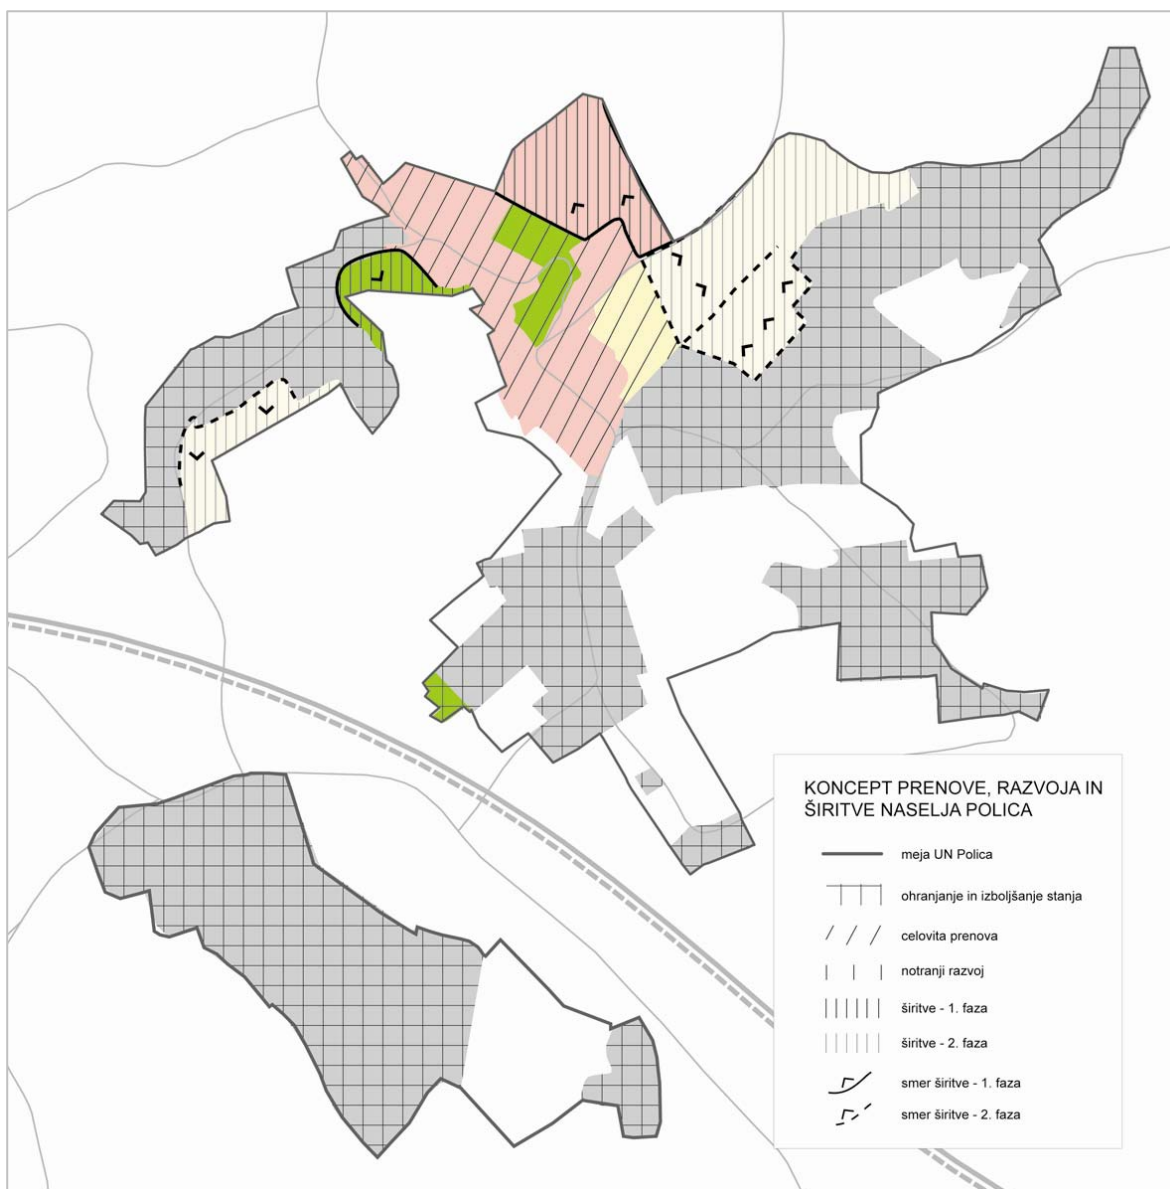 KONCEPT PRENOVE, RAZVOJA IN
ŠIRITVE NASELJA POLICA
meja UN Polica
ohranjanje in izboljšanje stanja
celovita prenova
notranji razvoj
širitve - 1. faza
širitve - 2. faza
smer širitve - 1. faza
smer širitve - 2. faza